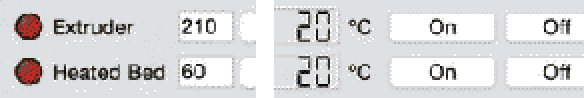 Extruder 210 20 °C On Off
Heated Bed 60 20 °C On Off